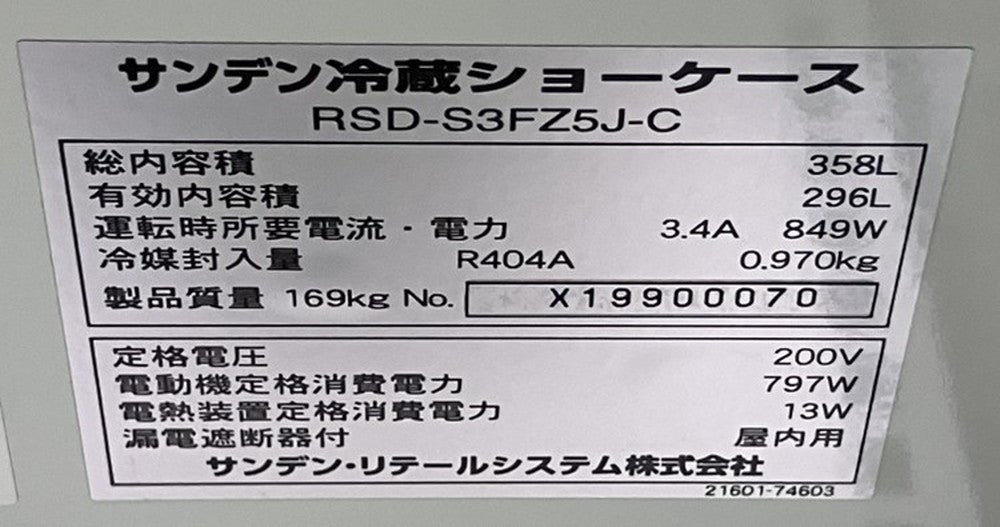 サンデン冷蔵ショーケース
RSD-S3FZ5J-C
総内容積 358L
有効内容積 296L
運転時所要電流・電力 3.4A 849W
冷媒封入量 R404A 0.970kg
製品質量 169kg No. X19900070
定格電圧 200V
電動機定格消費電力 797W
電熱装置定格消費電力 13W
漏電遮断器付 屋内用
サンデン・リテールシステム株式会社
21601-74603